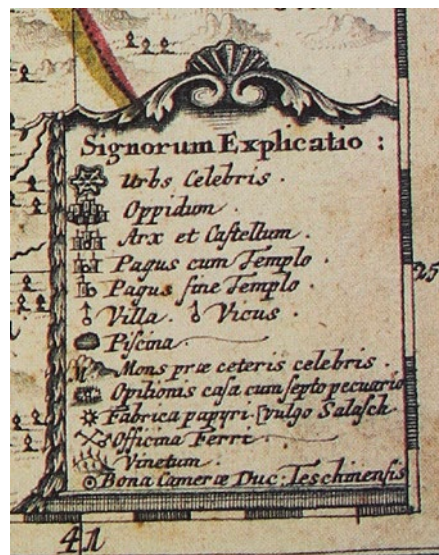 Signorum Explicatio :
Urbs Celebris .
Oppidum .
Arx et Castellum .
Pagus cum Templo .
Pagus sine Templo .
Villa . Vicus .
Piscina .
Mons præ ceteris celebris .
Opilionis casa cum septo pecuario
Fabrica papyri . [vulgo Salasch
Officina Ferri
Vinetum .
Bona Cameræ Duc: Teschinensis
25
41